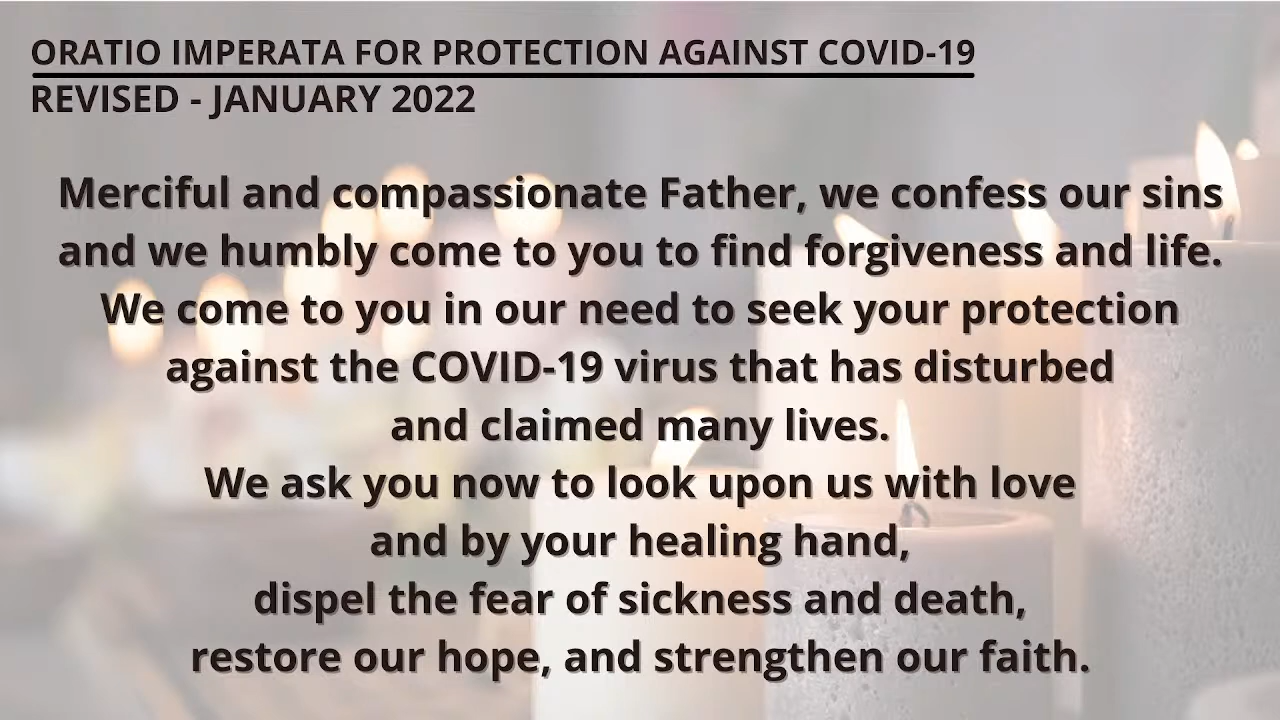 ORATIO IMPERATA FOR PROTECTION AGAINST COVID-19
REVISED - JANUARY 2022
Merciful and compassionate Father, we confess our sins
and we humbly come to you to find forgiveness and life.
We come to you in our need to seek your protection
against the COVID-19 virus that has disturbed
and claimed many lives.
We ask you now to look upon us with love
and by your healing hand,
dispel the fear of sickness and death,
restore our hope, and strengthen our faith.